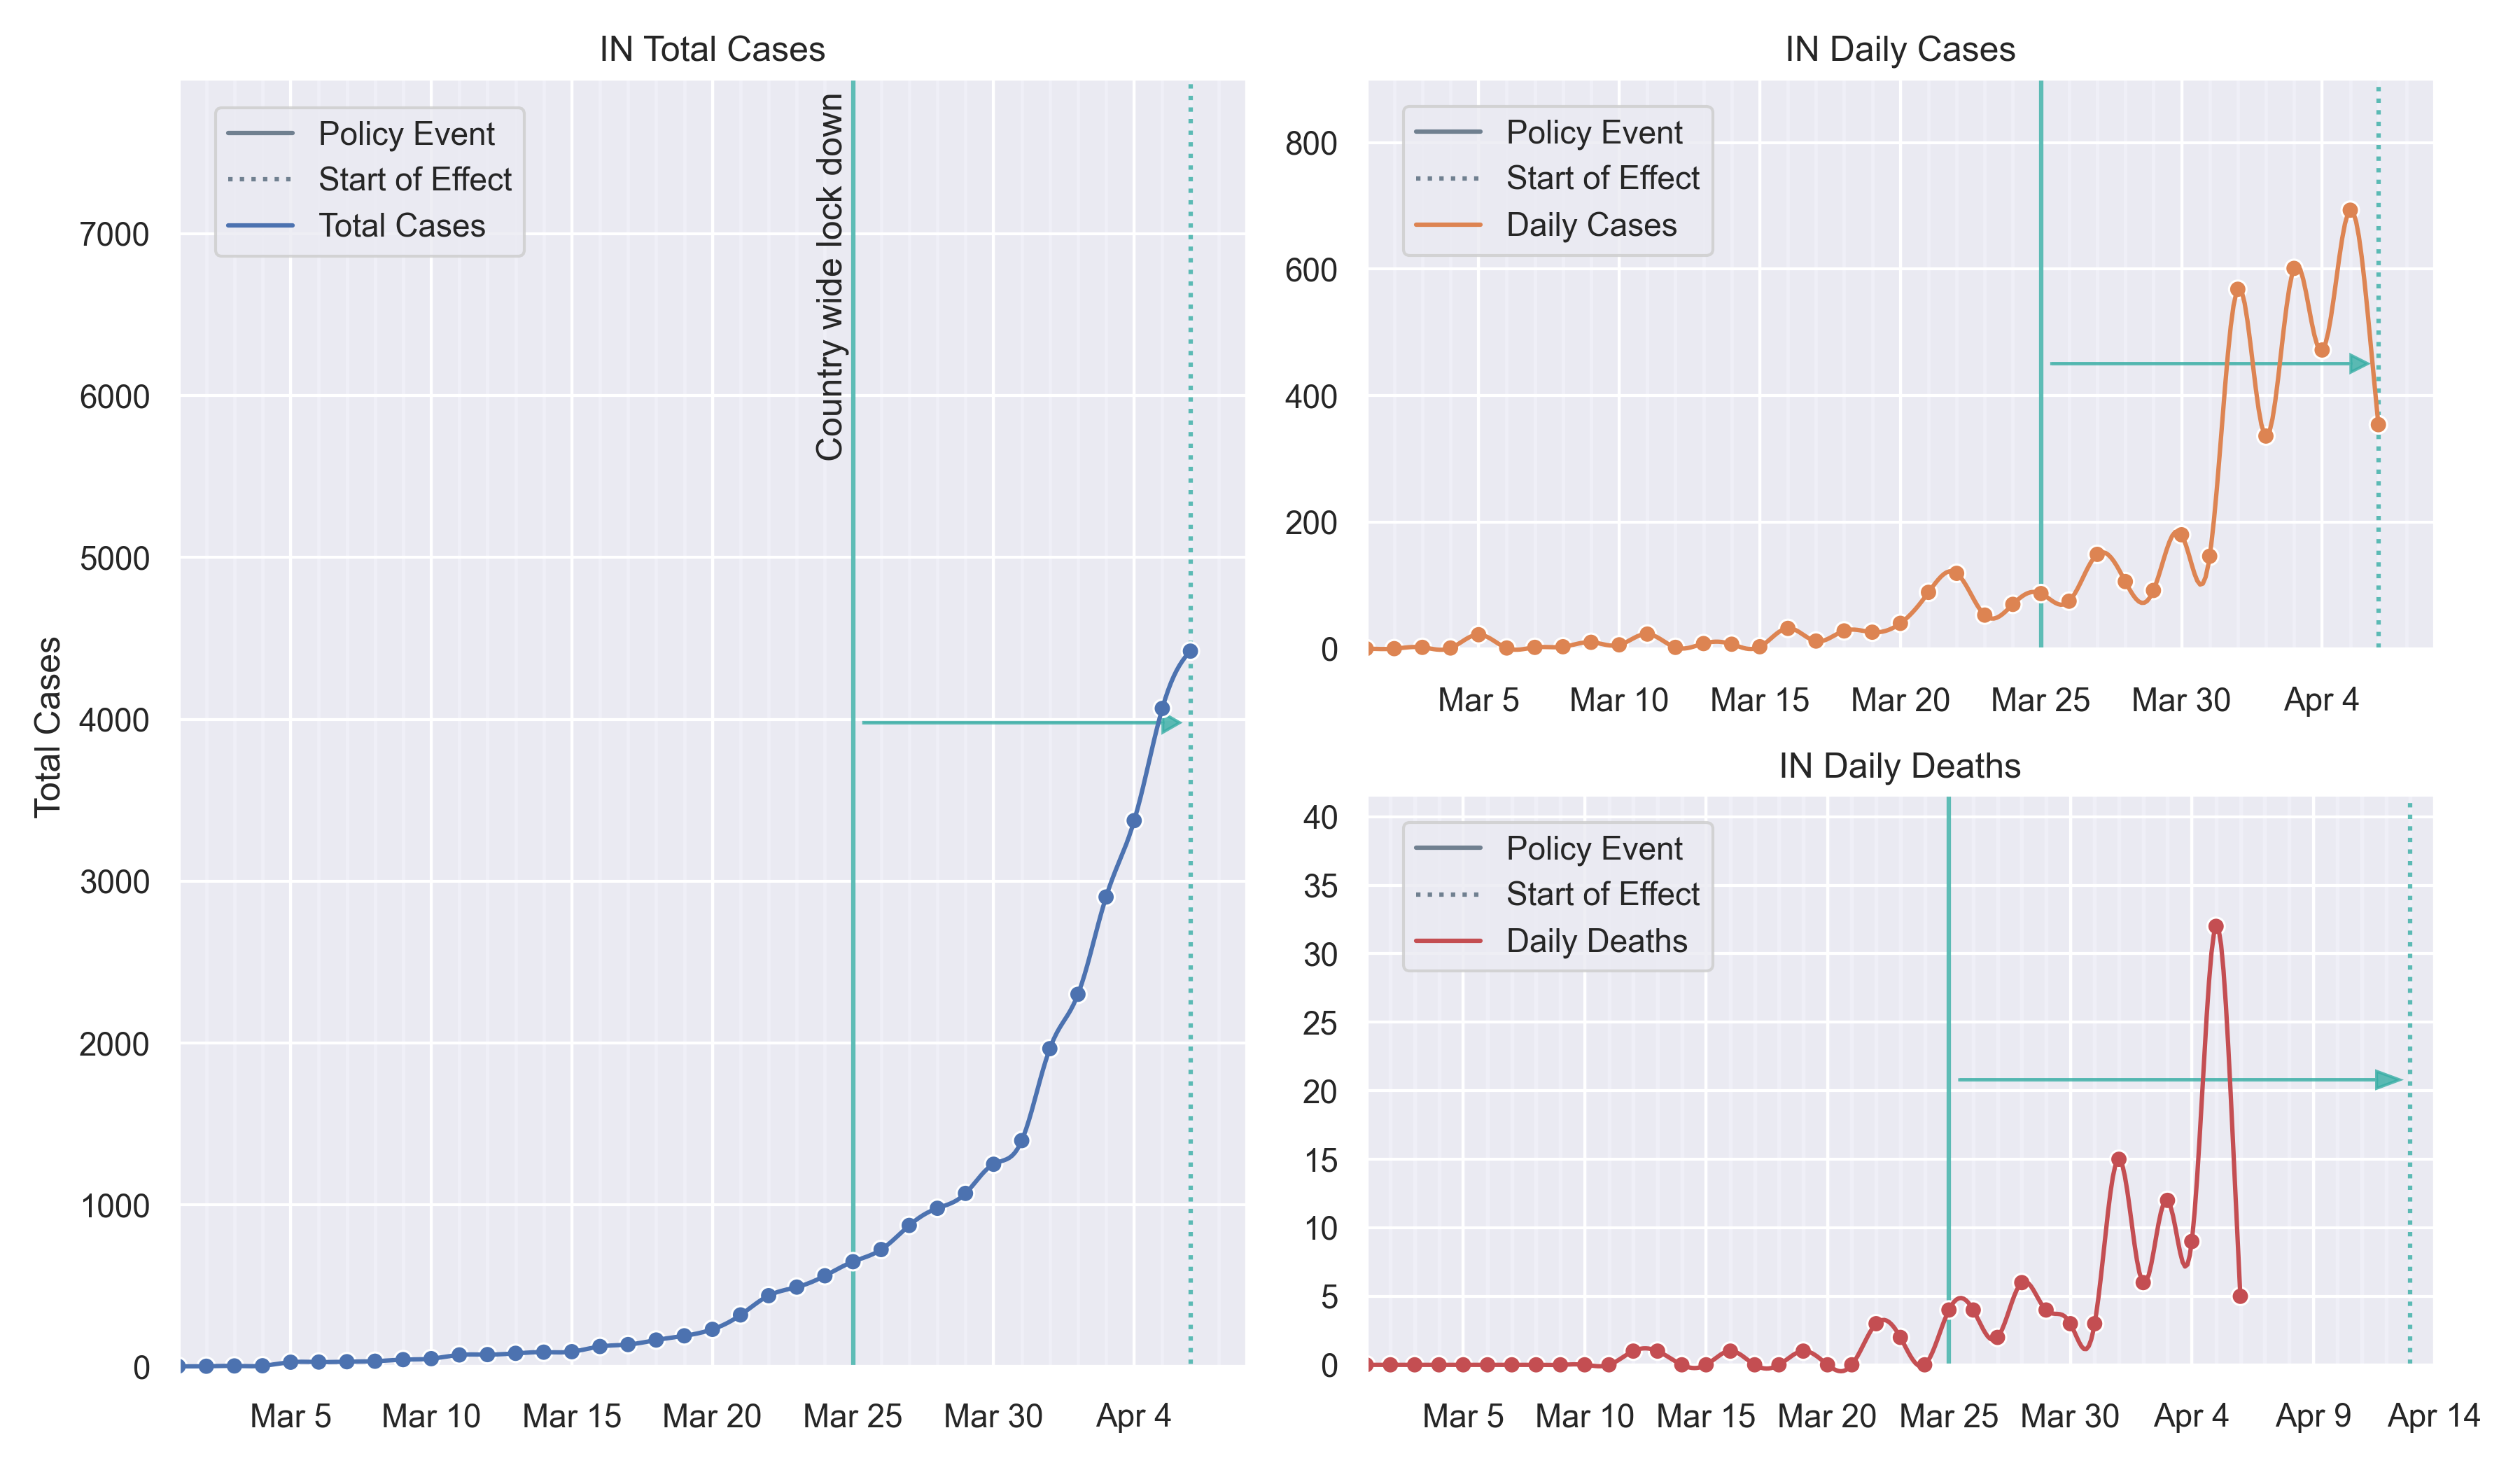 IN Total Cases
Policy Event
Start of Effect
Total Cases
Country wide lock down
Total Cases
7000
6000
5000
4000
3000
2000
1000
0
Mar 5 Mar 10 Mar 15 Mar 20 Mar 25 Mar 30 Apr 4
IN Daily Cases
Policy Event
Start of Effect
Daily Cases
800
600
400
200
0
Mar 5 Mar 10 Mar 15 Mar 20 Mar 25 Mar 30 Apr 4
IN Daily Deaths
Policy Event
Start of Effect
Daily Deaths
40
35
30
25
20
15
10
5
0
Mar 5 Mar 10 Mar 15 Mar 20 Mar 25 Mar 30 Apr 4 Apr 9 Apr 14